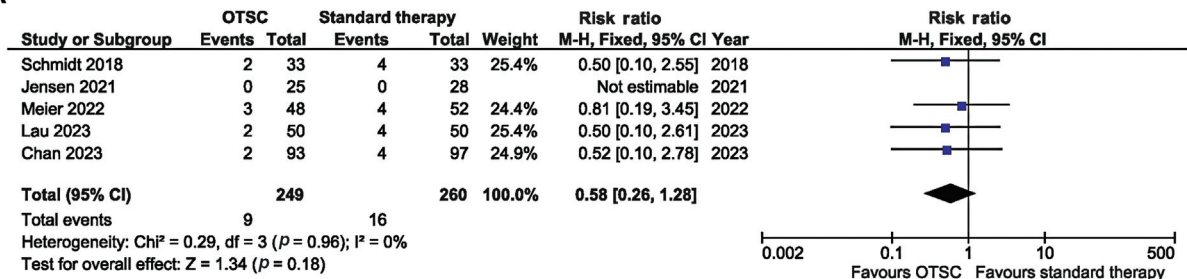 OTSC Standard therapy Risk ratio Risk ratio
Study or Subgroup Events Total Events Total Weight M-H, Fixed, 95% CI Year M-H, Fixed, 95% CI
Schmidt 2018 2 33 4 33 25.4% 0.50 [0.10, 2.55] 2018
Jensen 2021 0 25 0 28 Not estimable 2021
Meier 2022 3 48 4 52 24.4% 0.81 [0.19, 3.45] 2022
Lau 2023 2 50 4 50 25.4% 0.50 [0.10, 2.61] 2023
Chan 2023 2 93 4 97 24.9% 0.52 [0.10, 2.78] 2023
Total (95% CI) 249 260 100.0% 0.58 [0.26, 1.28]
Total events 9 16
Heterogeneity: Chi² = 0.29, df = 3 (p = 0.96); I² = 0%
Test for overall effect: Z = 1.34 (p = 0.18)
0.002 0.1 1 10 500
Favours OTSC Favours standard therapy